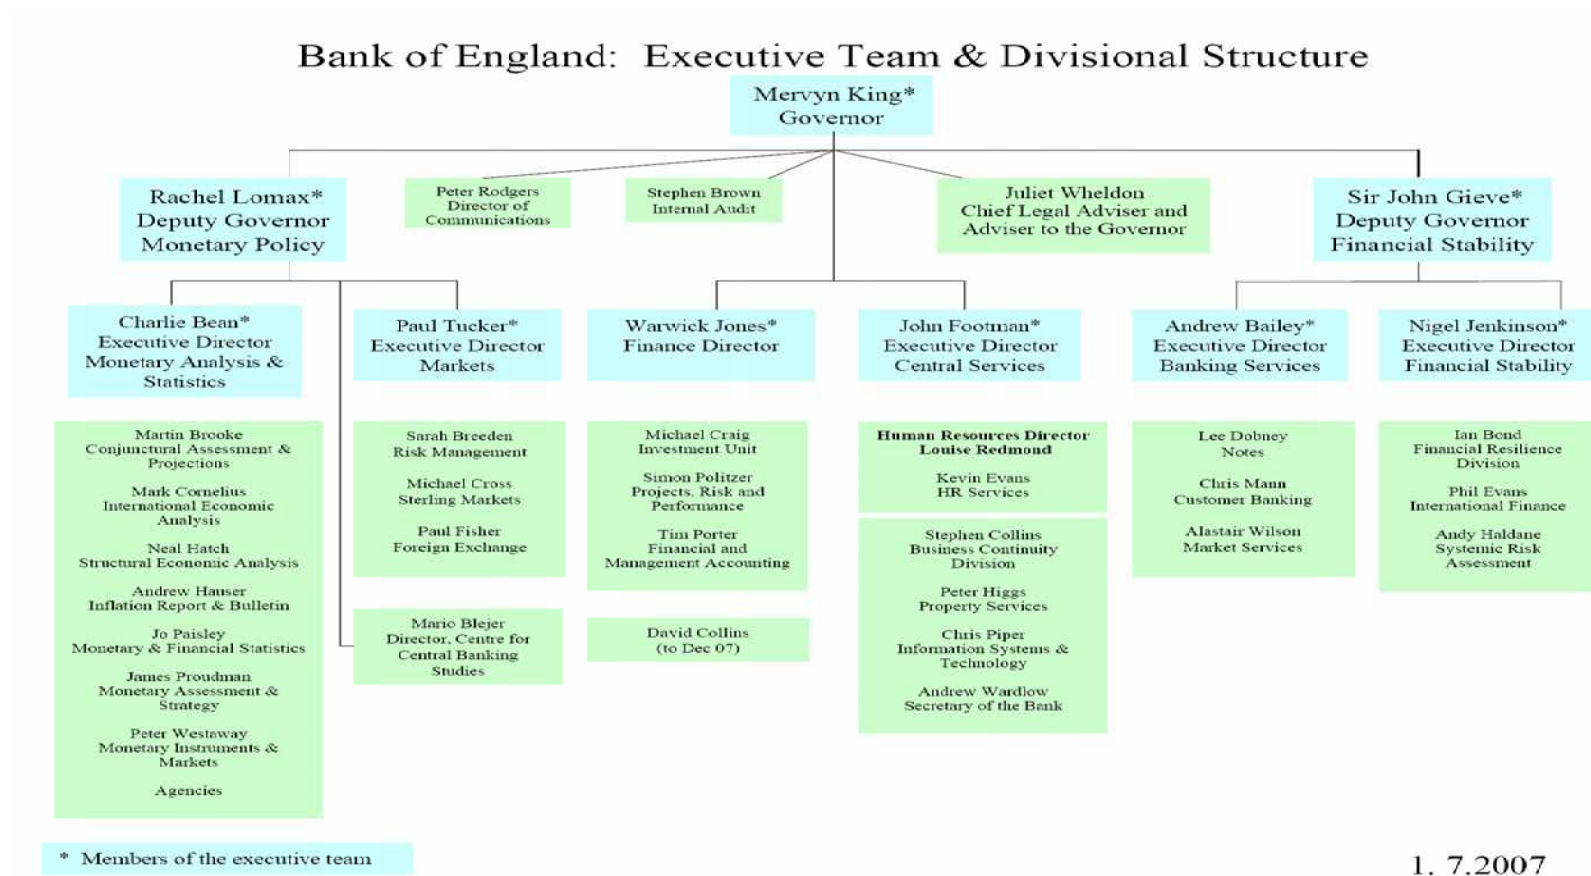 Bank of England: Executive Team & Divisional Structure
Mervyn King*
Governor
Rachel Lomax*
Deputy Governor
Monetary Policy
Peter Rodgers
Director of
Communications
Stephen Brown
Internal Audit
Juliet Wheldon
Chief Legal Adviser and
Adviser to the Governor
Sir John Gieve*
Deputy Governor
Financial Stability
Charlie Bean*
Executive Director
Monetary Analysis &
Statistics
Paul Tucker*
Executive Director
Markets
Warwick Jones*
Finance Director
John Footman*
Executive Director
Central Services
Andrew Bailey*
Executive Director
Banking Services
Nigel Jenkinson*
Executive Director
Financial Stability
Martin Brooke
Conjunctural Assessment &
Projections
Mark Cornelius
International Economic
Analysis
Neal Hatch
Structural Economic Analysis
Andrew Hauser
Inflation Report & Bulletin
Jo Paisley
Monetary & Financial Statistics
James Proudman
Monetary Assessment &
Strategy
Peter Westaway
Monetary Instruments &
Markets
Agencies
Sarah Breeden
Risk Management
Michael Cross
Sterling Markets
Paul Fisher
Foreign Exchange
Mario Blejer
Director, Centre for
Central Banking
Studies
Michael Craig
Investment Unit
Simon Politzer
Projects, Risk and
Performance
Tim Porter
Financial and
Management Accounting
David Collins
(to Dec 07)
Human Resources Director
Louise Redmond
Kevin Evans
HR Services
Stephen Collins
Business Continuity
Division
Peter Higgs
Property Services
Chris Piper
Information Systems &
Technology
Andrew Wardlow
Secretary of the Bank
Lee Dobney
Notes
Chris Mann
Customer Banking
Alastair Wilson
Market Services
Ian Bond
Financial Resilience
Division
Phil Evans
International Finance
Andy Haldane
Systemic Risk
Assessment
* Members of the executive team
1. 7.2007